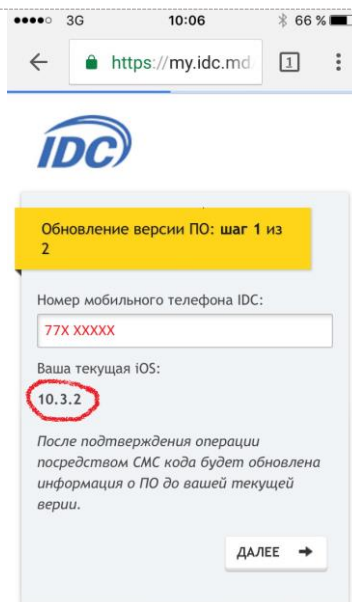 3G 10:06 66 %
https://my.idc.md 1
IDC
Обновление версии ПО: шаг 1 из
2
Номер мобильного телефона IDC:
77X XXXXX
Ваша текущая iOS:
10.3.2
После подтверждения операции
посредством СМС кода будет обновлена
информация о ПО до вашей текущей
верии.
ДАЛЕЕ